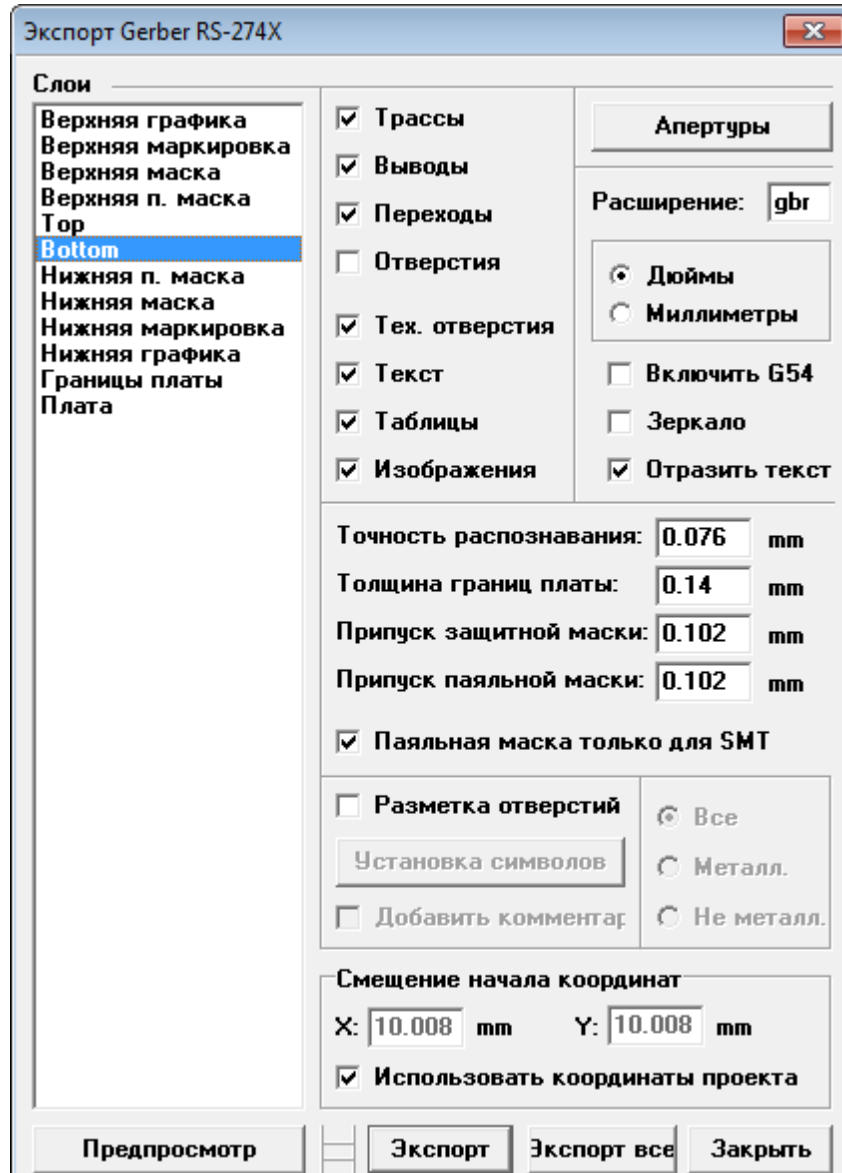 Экспорт Gerber RS-274X
Слои
Верхняя графика
Верхняя маркировка
Верхняя маска
Верхняя п. маска
Top
Bottom
Нижняя п. маска
Нижняя маска
Нижняя маркировка
Нижняя графика
Границы платы
Плата
Трассы
Выводы
Переходы
Отверстия
Тех. отверстия
Текст
Таблицы
Изображения
Апертуры
Расширение: gbr
Дюймы
Миллиметры
Включить G54
Зеркало
Отразить текст
Точность распознавания: 0.076 mm
Толщина границ платы: 0.14 mm
Припуск защитной маски: 0.102 mm
Припуск паяльной маски: 0.102 mm
Паяльная маска только для SMT
Разметка отверстий
Установка символов
Добавить комментар
Все
Металл.
Не металл.
Смещение начала координат
X: 10.008 mm Y: 10.008 mm
Использовать координаты проекта
Предпросмотр
Экспорт
Экспорт все
Закрыть